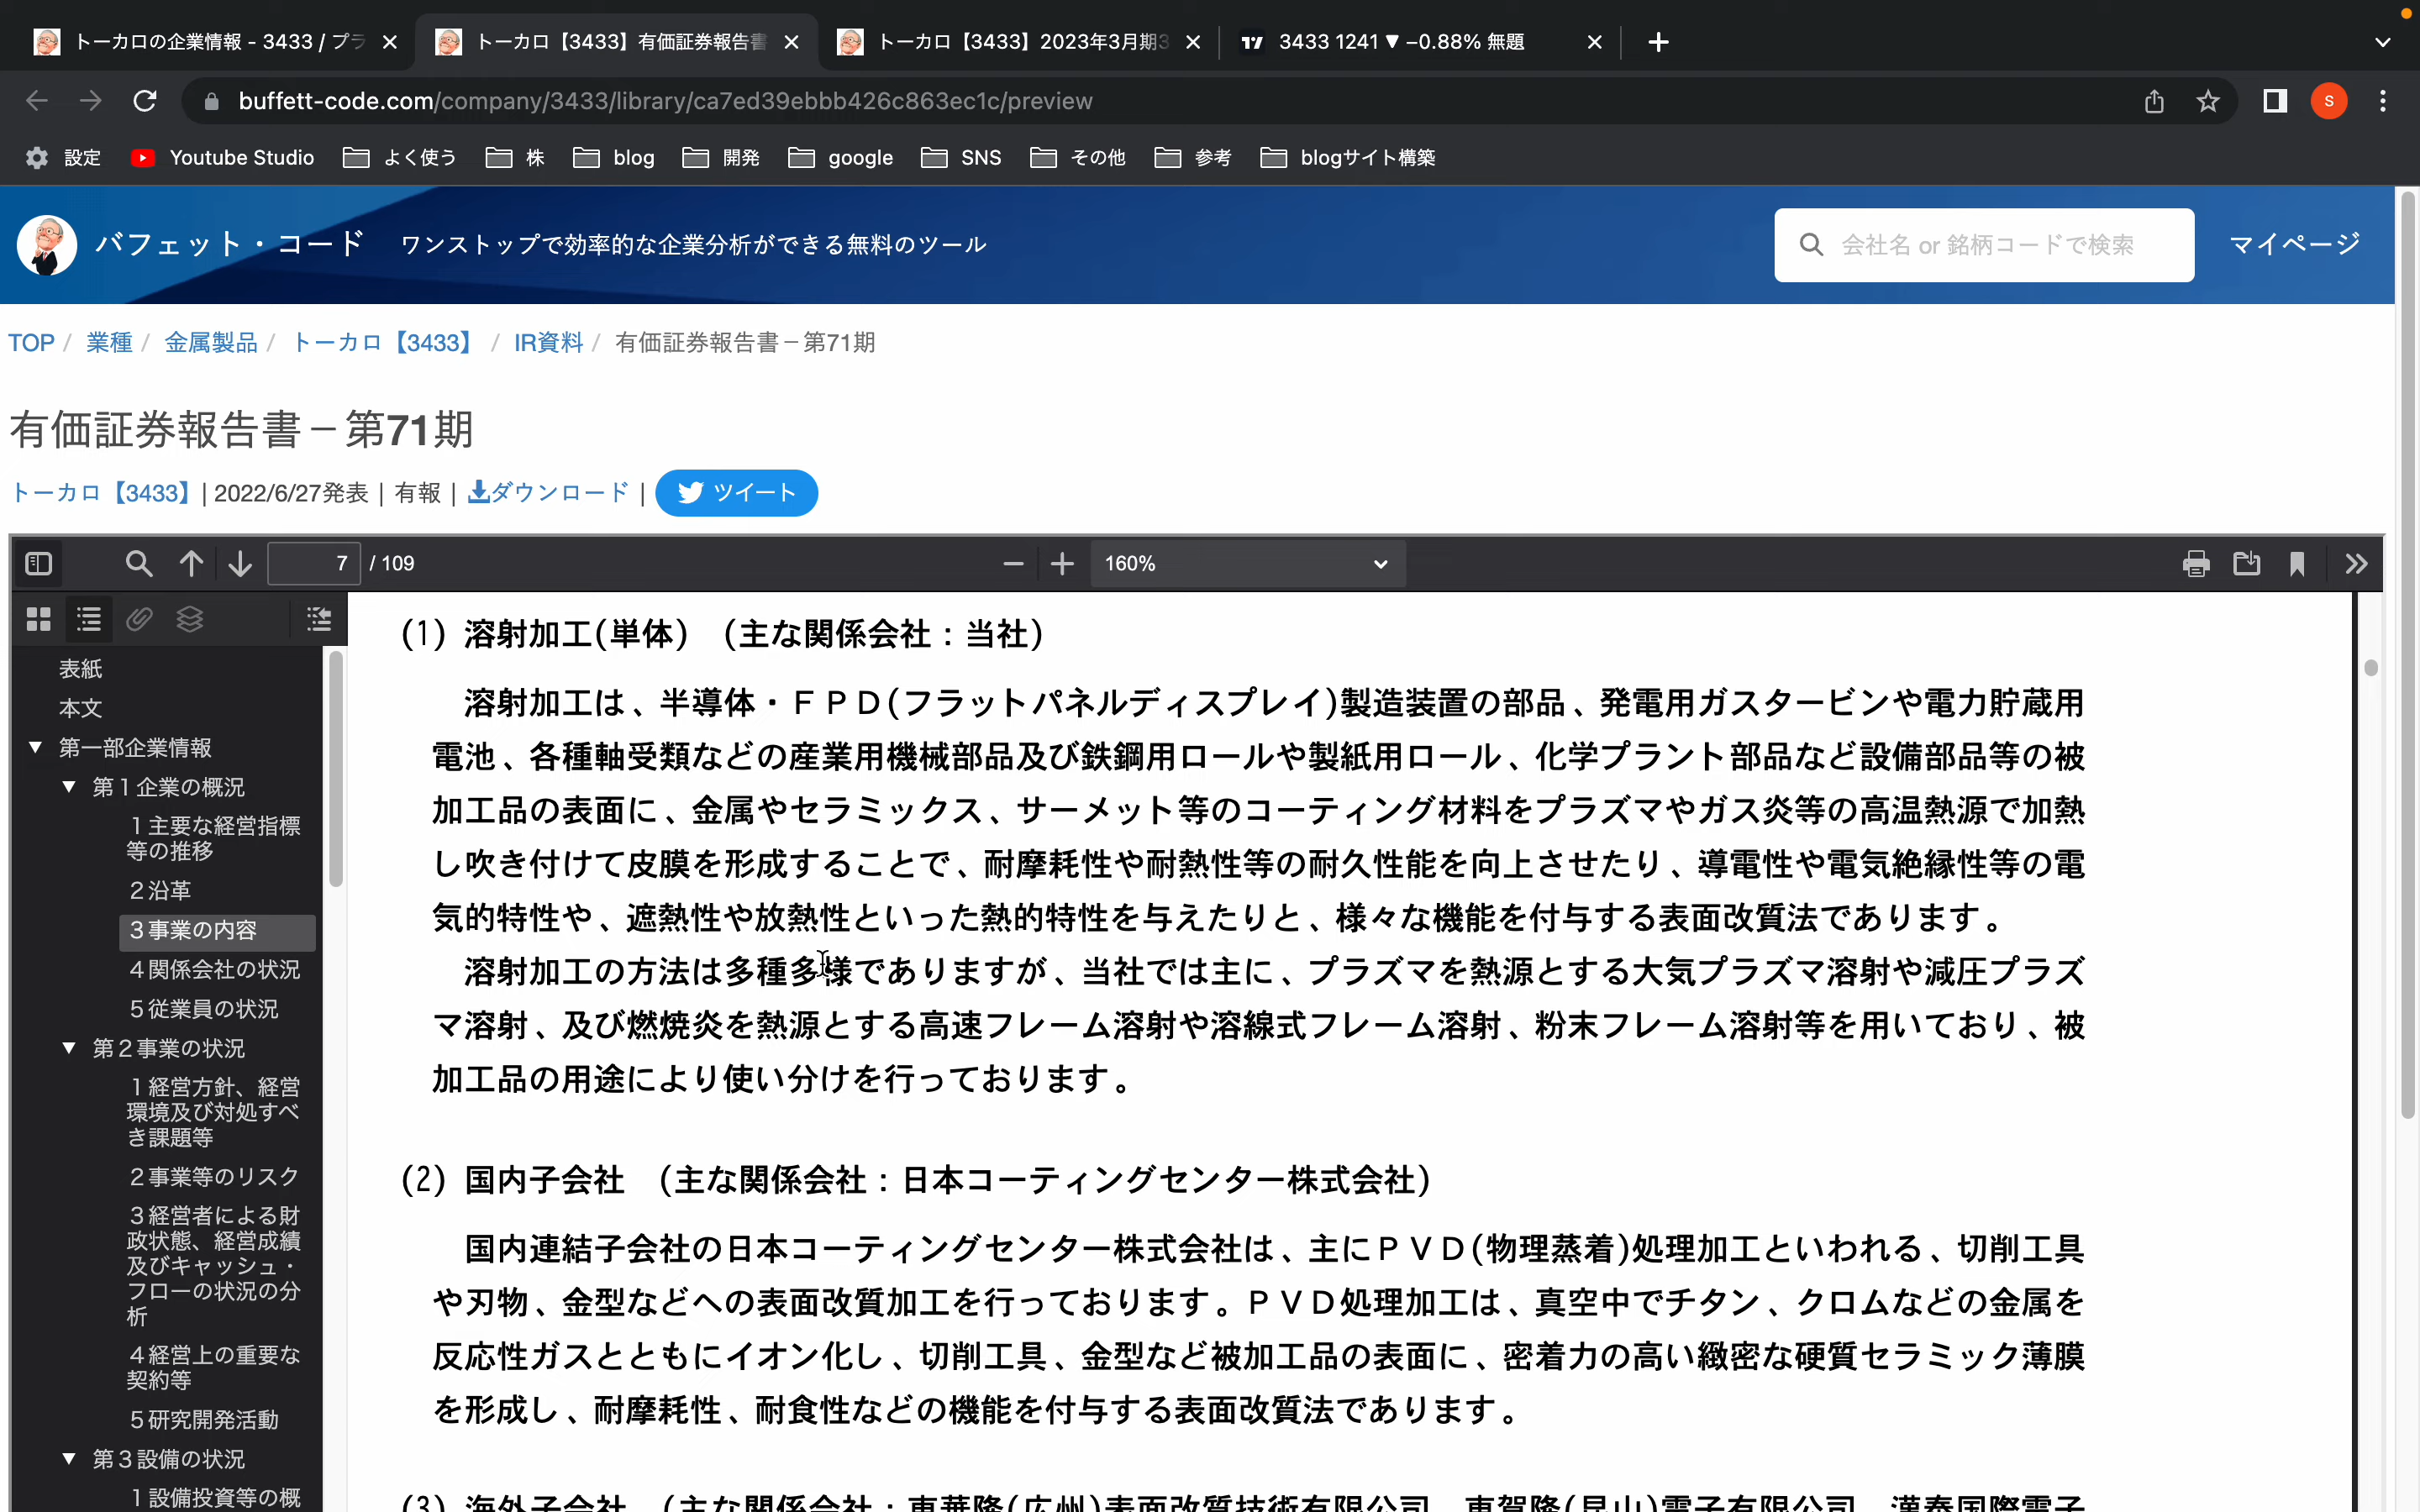 トーカロの企業情報 - 3433 / プラ
トーカロ【3433】有価証券報告書
トーカロ【3433】2023年3月期3
3433 1241 ▼ −0.88% 無題
buffett-code.com/company/3433/library/ca7ed39ebbb426c863ec1c/preview
S
設定 Youtube Studio よく使う 株 blog 開発 google SNS その他 参考 blogサイト構築
バフェット・コード ワンストップで効率的な企業分析ができる無料のツール
会社名 or 銘柄コードで検索
マイページ
TOP / 業種 / 金属製品 / トーカロ【3433】 / IR資料 / 有価証券報告書－第71期
有価証券報告書－第71期
トーカロ【3433】| 2022/6/27発表 | 有報 | ダウンロード | ツイート
7 / 109
160%
表紙
本文
▼ 第一部企業情報
▼ 第１企業の概況
１主要な経営指標
等の推移
２沿革
３事業の内容
４関係会社の状況
５従業員の状況
▼ 第２事業の状況
１経営方針、経営
環境及び対処すべ
き課題等
２事業等のリスク
３経営者による財
政状態、経営成績
及びキャッシュ・
フローの状況の分
析
４経営上の重要な
契約等
５研究開発活動
▼ 第３設備の状況
１設備投資等の概
(1) 溶射加工(単体) （主な関係会社：当社）
溶射加工は、半導体・ＦＰＤ(フラットパネルディスプレイ)製造装置の部品、発電用ガスタービンや電力貯蔵用
電池、各種軸受類などの産業用機械部品及び鉄鋼用ロールや製紙用ロール、化学プラント部品など設備部品等の被
加工品の表面に、金属やセラミックス、サーメット等のコーティング材料をプラズマやガス炎等の高温熱源で加熱
し吹き付けて皮膜を形成することで、耐摩耗性や耐熱性等の耐久性能を向上させたり、導電性や電気絶縁性等の電
気的特性や、遮熱性や放熱性といった熱的特性を与えたりと、様々な機能を付与する表面改質法であります。
溶射加工の方法は多種多様でありますが、当社では主に、プラズマを熱源とする大気プラズマ溶射や減圧プラズ
マ溶射、及び燃焼炎を熱源とする高速フレーム溶射や溶線式フレーム溶射、粉末フレーム溶射等を用いており、被
加工品の用途により使い分けを行っております。
(2) 国内子会社 （主な関係会社：日本コーティングセンター株式会社）
国内連結子会社の日本コーティングセンター株式会社は、主にＰＶＤ(物理蒸着)処理加工といわれる、切削工具
や刃物、金型などへの表面改質加工を行っております。ＰＶＤ処理加工は、真空中でチタン、クロムなどの金属を
反応性ガスとともにイオン化し、切削工具、金型など被加工品の表面に、密着力の高い緻密な硬質セラミック薄膜
を形成し、耐摩耗性、耐食性などの機能を付与する表面改質法であります。
(3) 海外子会社 （主な関係会社：東華隆(広州)表面改質技術有限公司、東賀隆(昆山)電子有限公司、漢泰国際電子